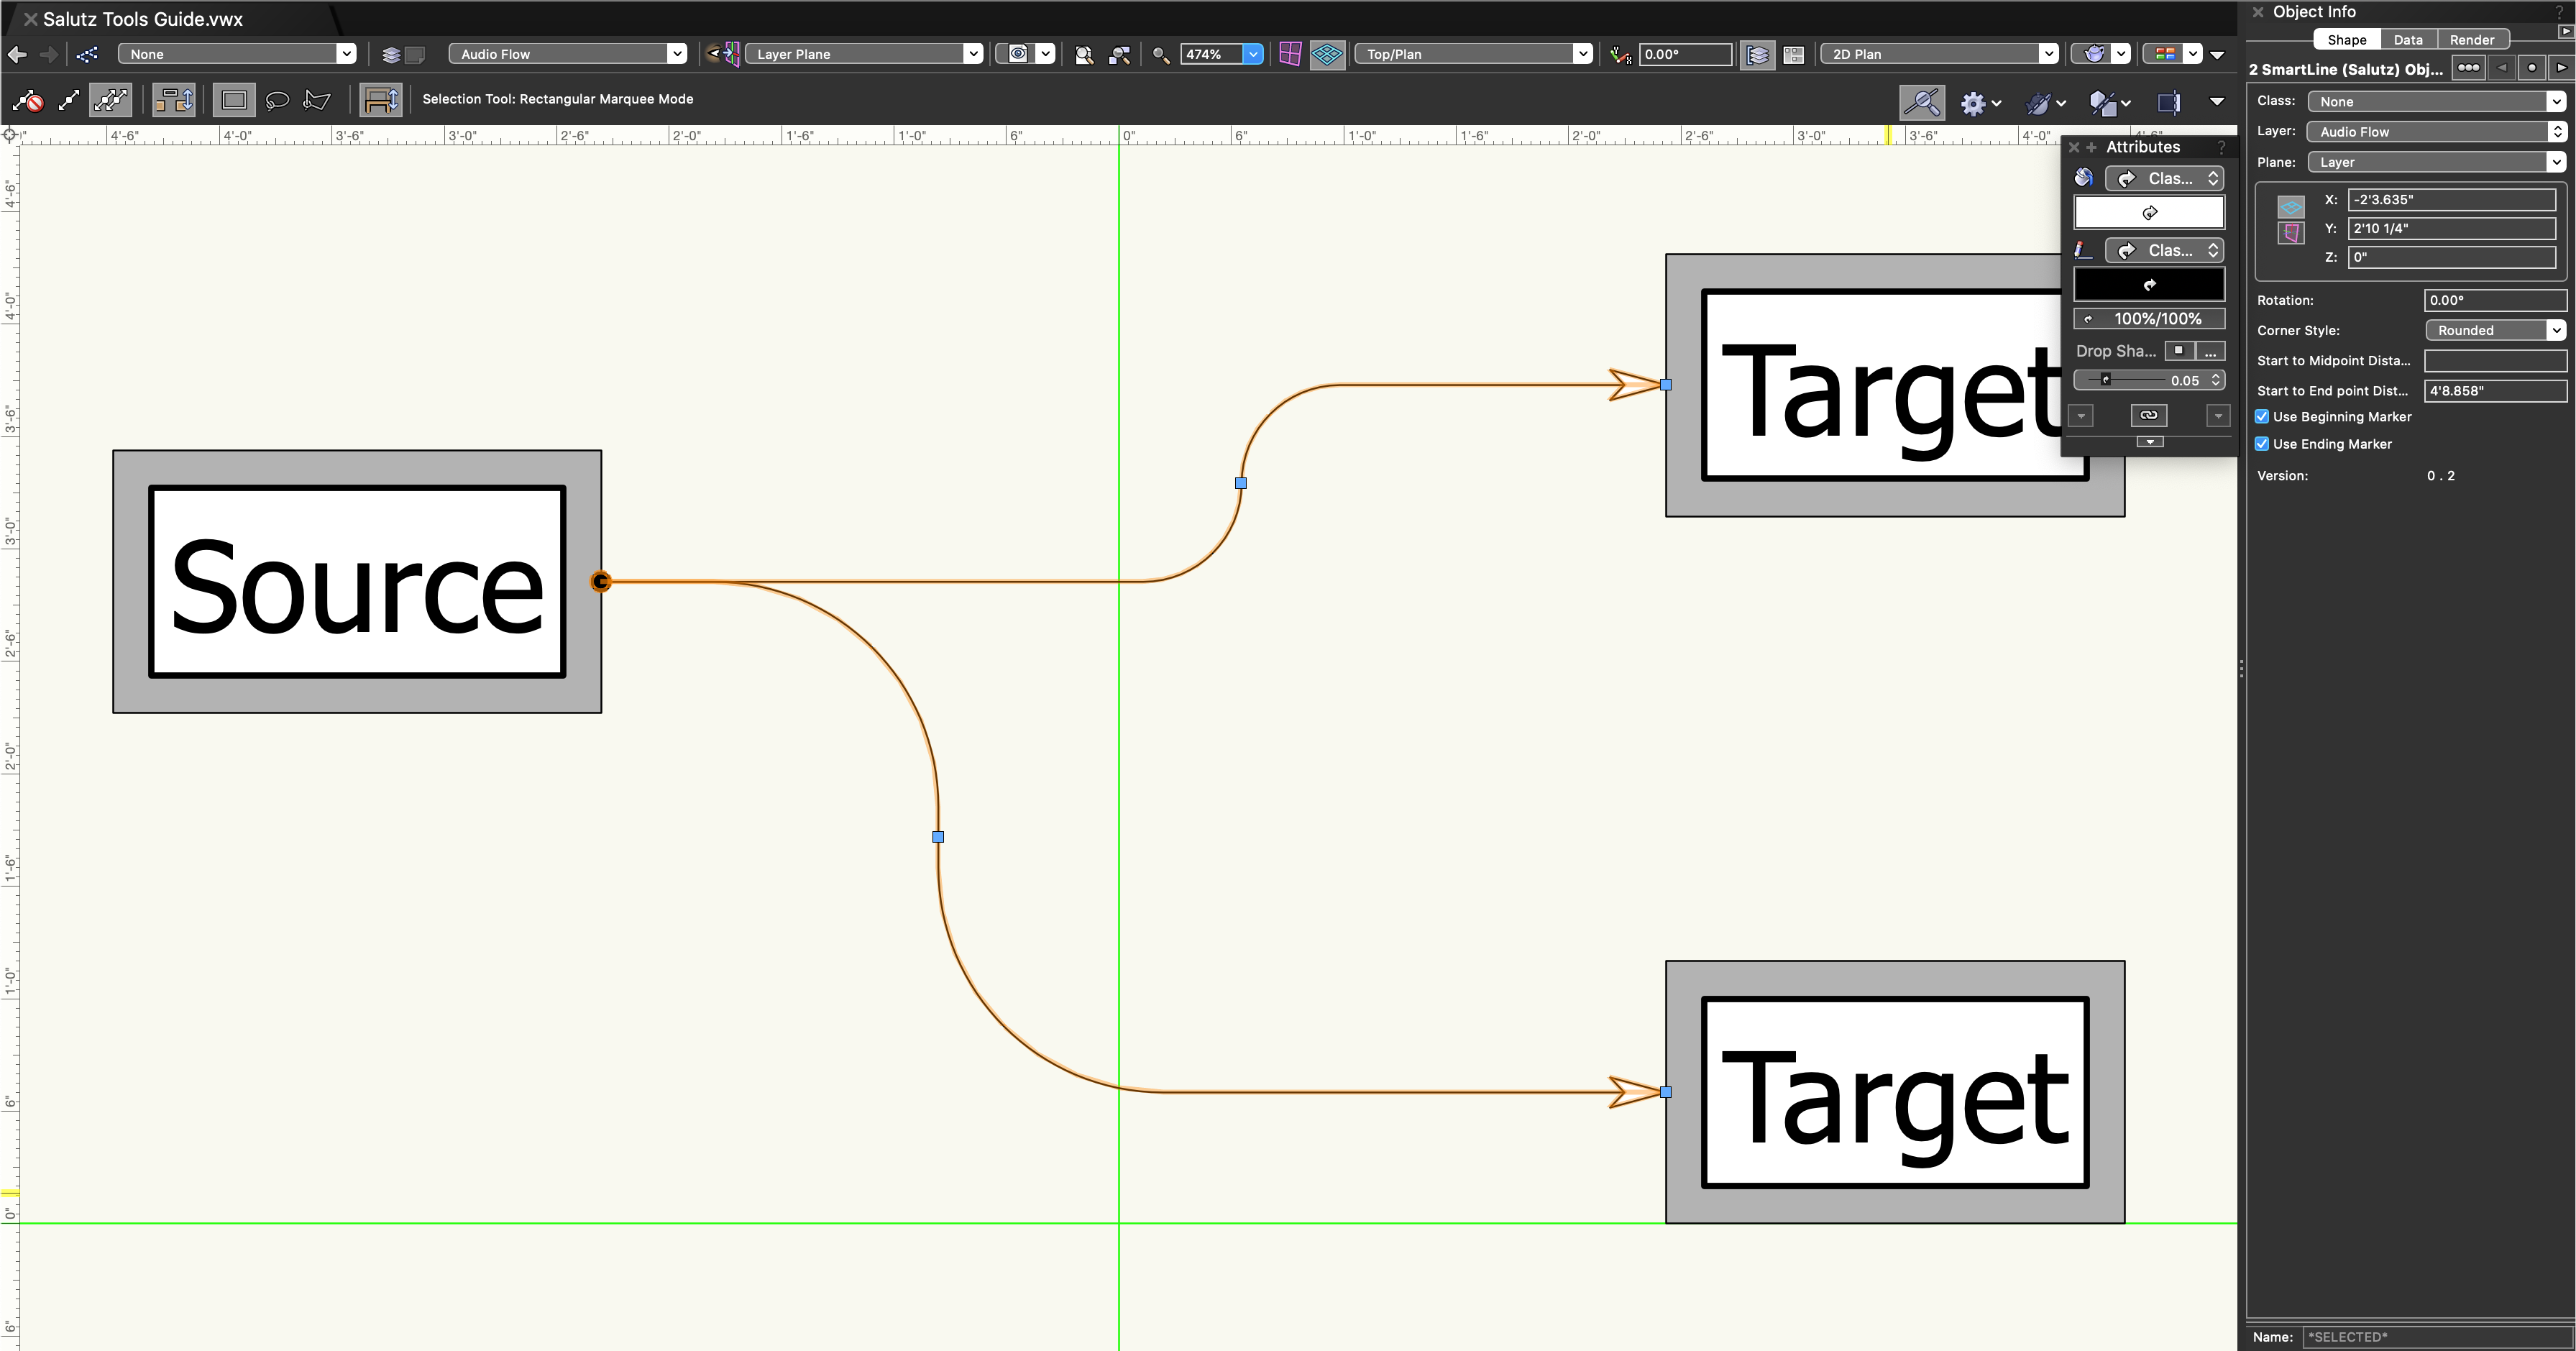 Salutz Tools Guide.vwx
None
Audio Flow
Layer Plane
474%
Top/Plan
0.00°
2D Plan
Selection Tool: Rectangular Marquee Mode
4'-6" 4'-0" 3'-6" 3'-0" 2'-6" 2'-0" 1'-6" 1'-0" 6" 0" 6" 1'-0" 1'-6" 2'-0" 2'-6" 3'-0" 3'-6" 4'-0" 4'-6"
4'-6"
4'-0"
3'-6"
3'-0"
2'-6"
2'-0"
1'-6"
1'-0"
6"
0"
6"
Source
Target
Target
Attributes
?
Clas...
Clas...
100%/100%
Drop Sha...
...
0.05
Object Info
?
Shape Data Render
2 SmartLine (Salutz) Obj...
Class: None
Layer: Audio Flow
Plane: Layer
X: -2'3.635"
Y: 2'10 1/4"
Z: 0"
Rotation: 0.00°
Corner Style: Rounded
Start to Midpoint Dista...
Start to End point Dist... 4'8.858"
Use Beginning Marker
Use Ending Marker
Version: 0 . 2
Name: *SELECTED*